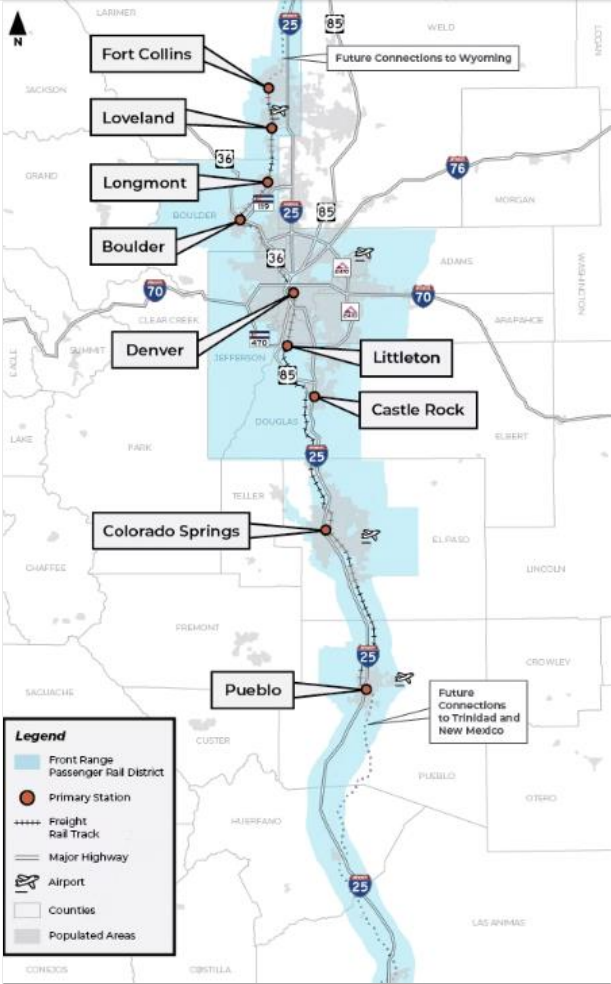 LARIMER
WELD
LOGAN
N
INTERSTATE
25
85
Fort Collins
Future Connections to Wyoming
JACKSON
Loveland
36
INTERSTATE
76
GRAND
Longmont
MORGAN
BOULDER
119
25
85
Boulder
36
ADAMS
WASHINGTON
70
70
CLEAR CREEK
ARAPAHOE
EAGLE
SUMMIT
Denver
JEFFERSON
470
Littleton
85
Castle Rock
DOUGLAS
ELBERT
LAKE
PARK
25
TELLER
Colorado Springs
EL PASO
CHAFFEE
LINCOLN
FREMONT
CROWLEY
25
Pueblo
SAGUACHE
Future
Connections
to Trinidad and
New Mexico
CUSTER
PUEBLO
OTERO
HUERFANO
25
LAS ANIMAS
CONEJOS
COSTILLA
Legend
Front Range
Passenger Rail District
Primary Station
Freight
Rail Track
Major Highway
Airport
Counties
Populated Areas